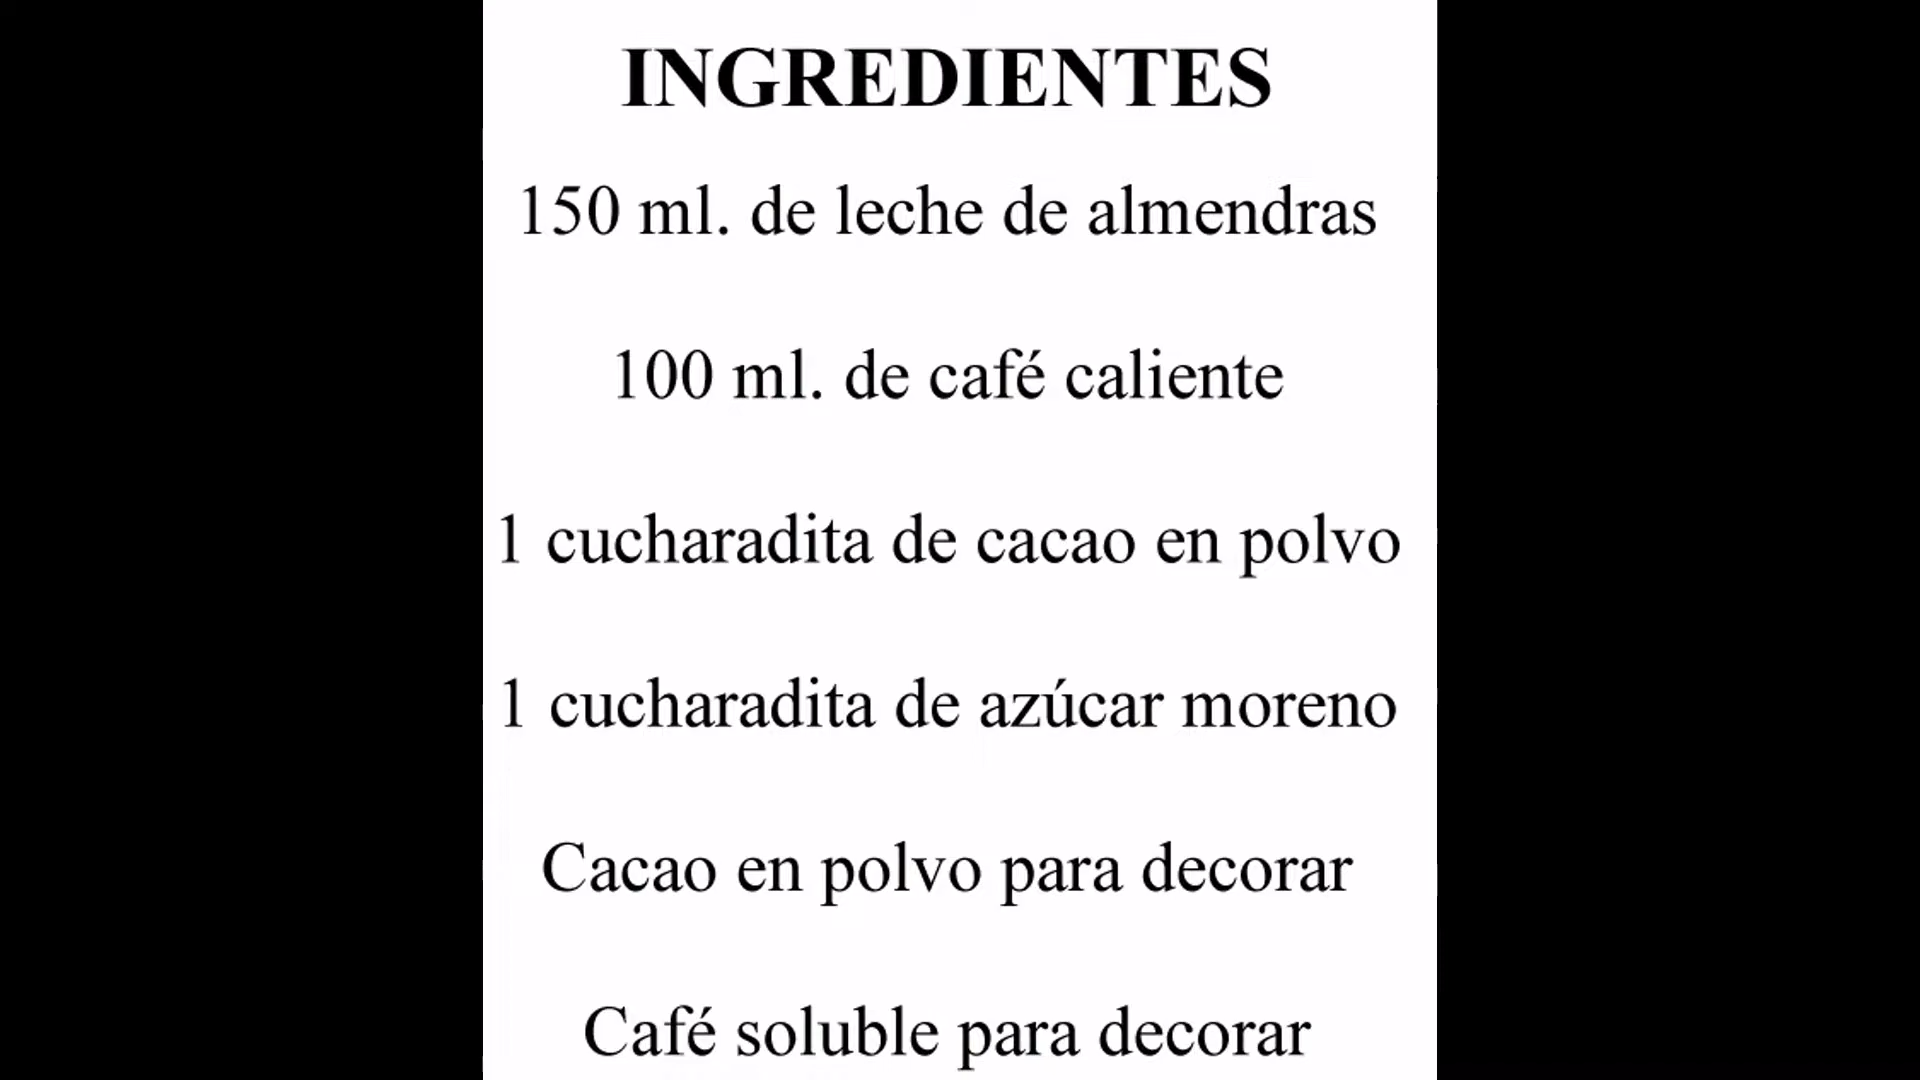 INGREDIENTES
150 ml. de leche de almendras
100 ml. de café caliente
1 cucharadita de cacao en polvo
1 cucharadita de azúcar moreno
Cacao en polvo para decorar
Café soluble para decorar